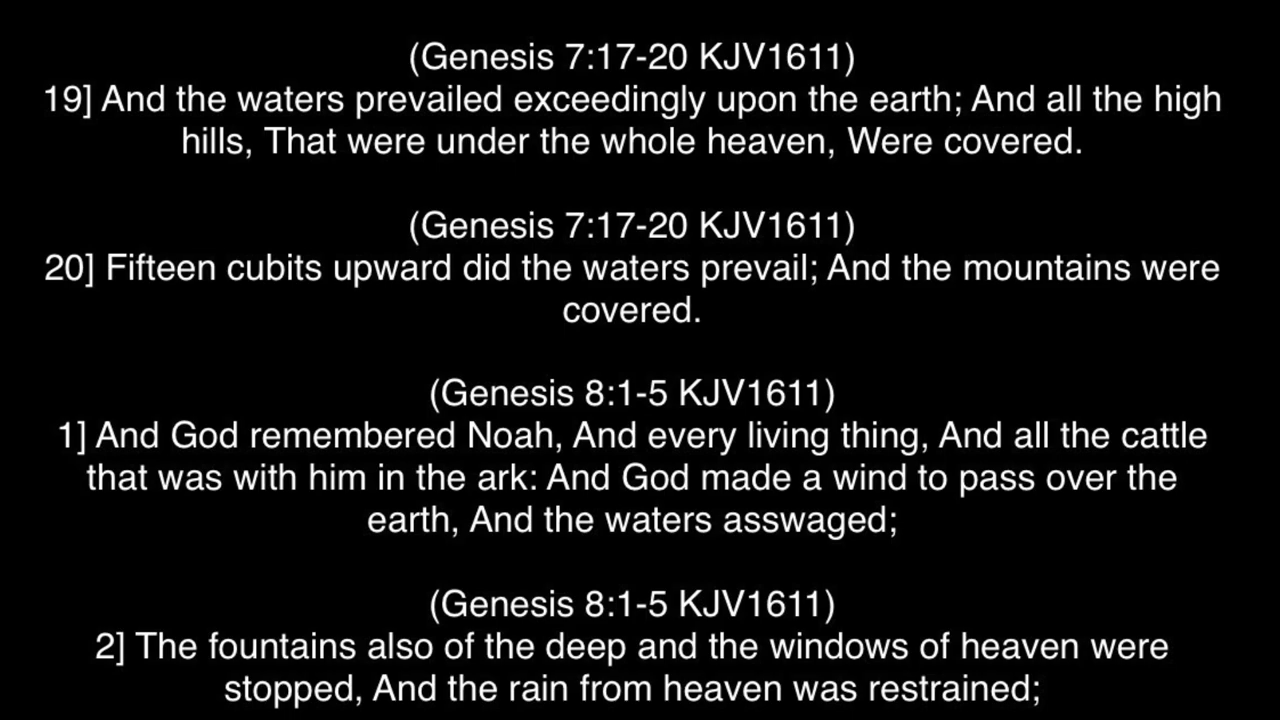 (Genesis 7:17-20 KJV1611)
19] And the waters prevailed exceedingly upon the earth; And all the high
hills, That were under the whole heaven, Were covered.
(Genesis 7:17-20 KJV1611)
20] Fifteen cubits upward did the waters prevail; And the mountains were
covered.
(Genesis 8:1-5 KJV1611)
1] And God remembered Noah, And every living thing, And all the cattle
that was with him in the ark: And God made a wind to pass over the
earth, And the waters asswaged;
(Genesis 8:1-5 KJV1611)
2] The fountains also of the deep and the windows of heaven were
stopped, And the rain from heaven was restrained;